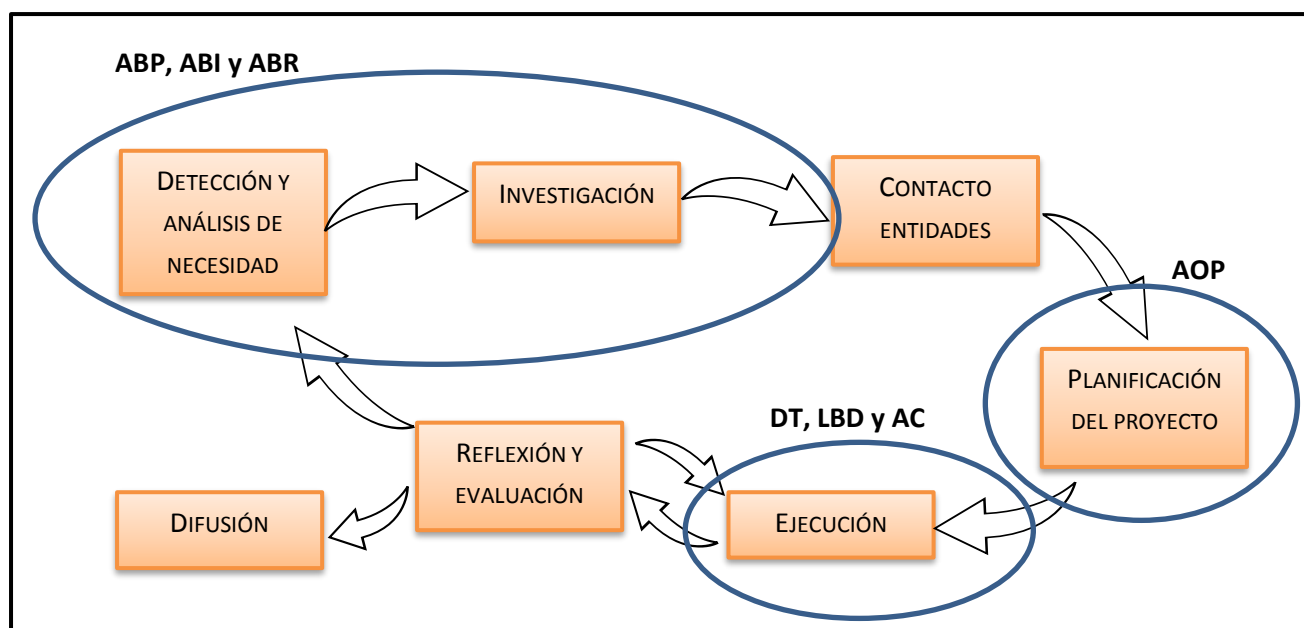 ABP, ABI y ABR
DETECCIÓN Y
ANÁLISIS DE
NECESIDAD
INVESTIGACIÓN
CONTACTO
ENTIDADES
AOP
PLANIFICACIÓN
DEL PROYECTO
DT, LBD y AC
EJECUCIÓN
REFLEXIÓN Y
EVALUACIÓN
DIFUSIÓN